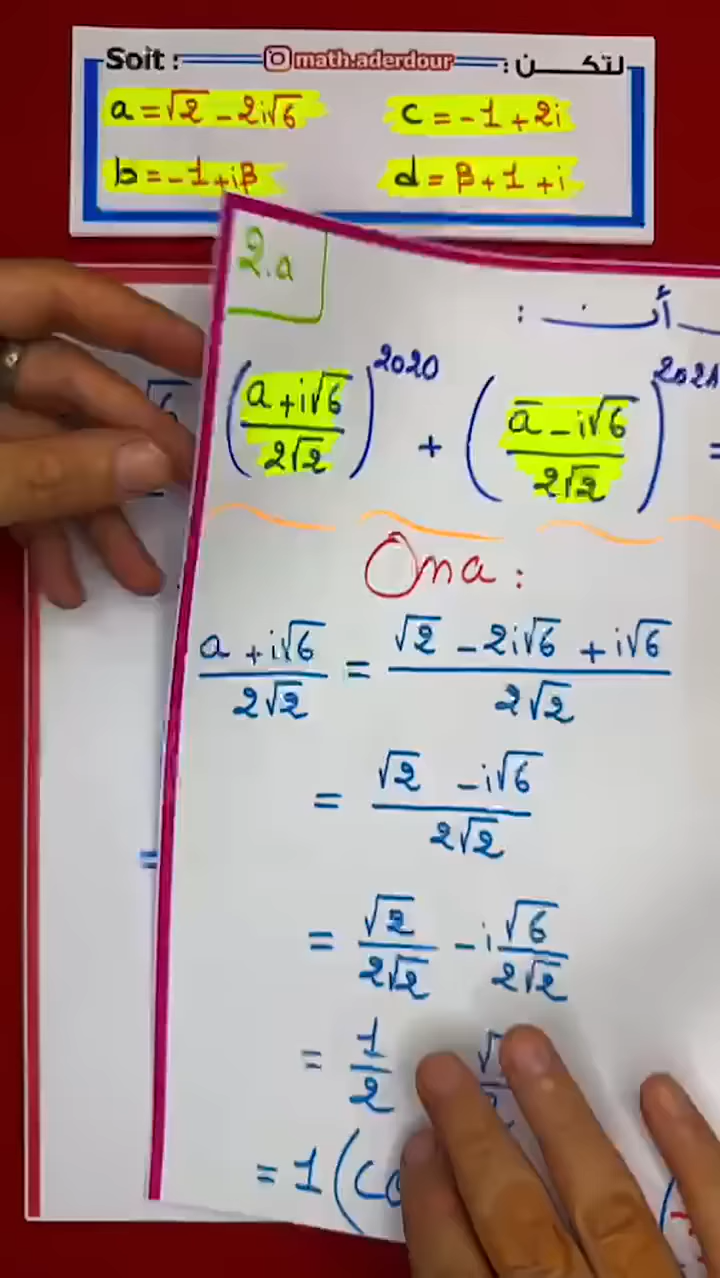 Soit : math.aderdour لتكن :
a = √2 - 2i√6 c = -1 + 2i
b = -1 + iβ d = β + 1 + i
2.a
أن :
((a + i√6)/(2√2))^2020 + ((a̅ - i√6)/(2√2))^2021 =
Ona :
(a + i√6)/(2√2) = (√2 - 2i√6 + i√6)/(2√2)
= (√2 - i√6)/(2√2)
= √2/(2√2) - i √6/(2√2)
= 1/2
= 1 (